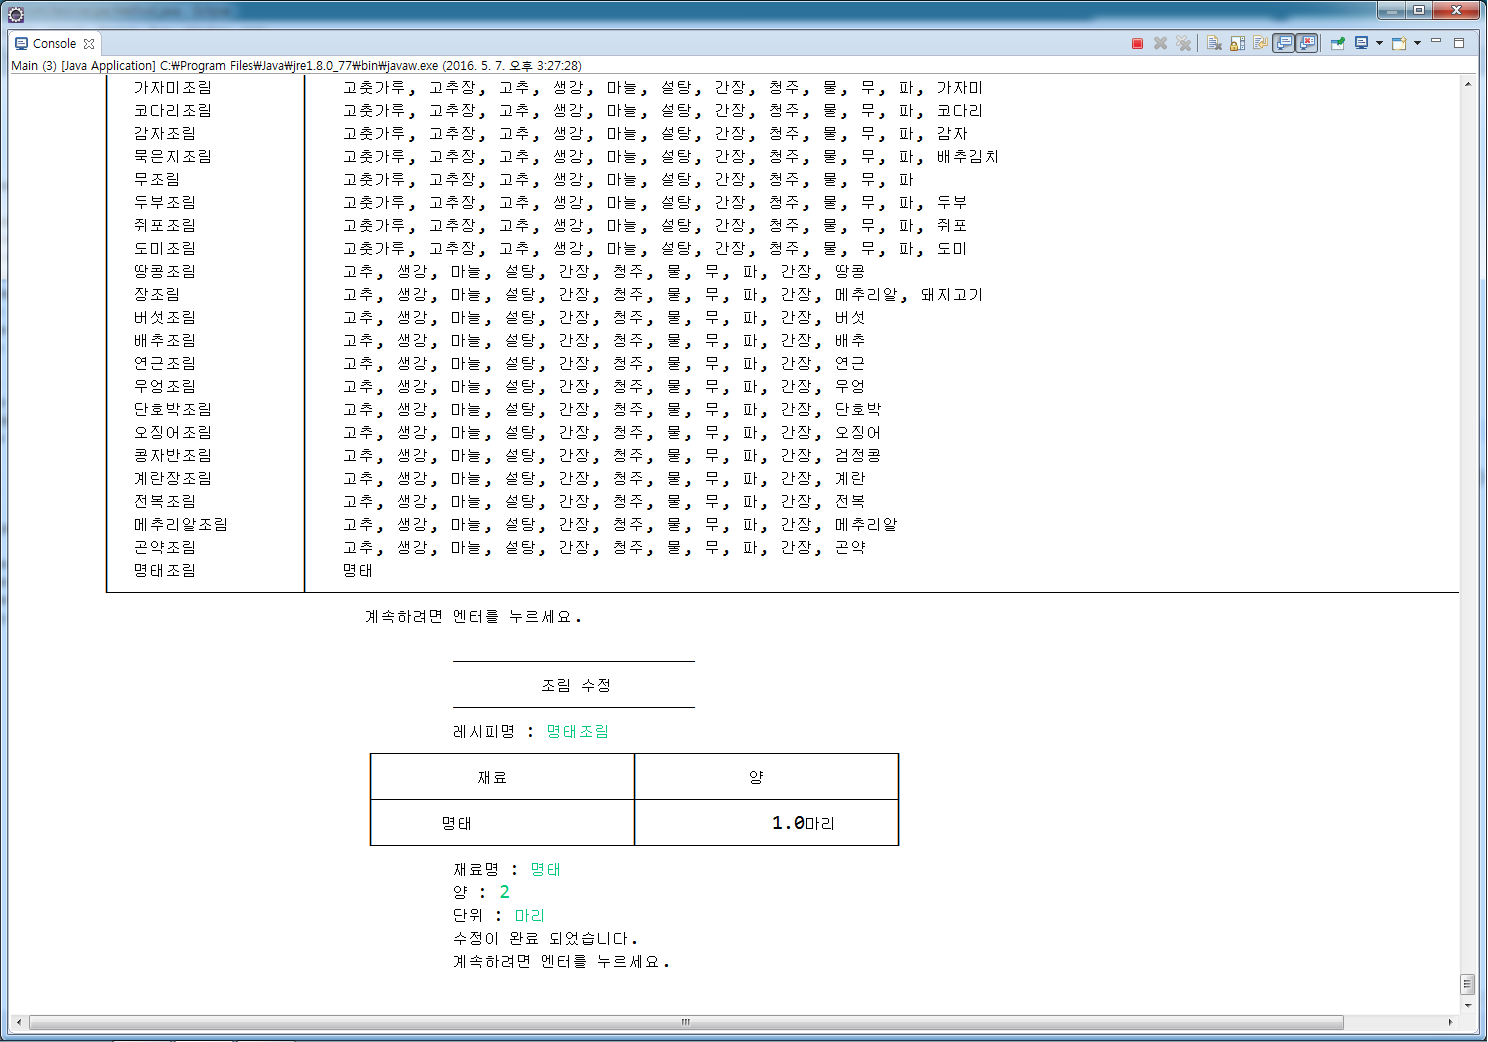 Console
Main (3) [Java Application] C:₩Program Files₩Java₩jre1.8.0_77₩bin₩javaw.exe (2016. 5. 7. 오후 3:27:28)
가자미조림 고춧가루, 고추장, 고추, 생강, 마늘, 설탕, 간장, 청주, 물, 무, 파, 가자미
코다리조림 고춧가루, 고추장, 고추, 생강, 마늘, 설탕, 간장, 청주, 물, 무, 파, 코다리
감자조림 고춧가루, 고추장, 고추, 생강, 마늘, 설탕, 간장, 청주, 물, 무, 파, 감자
묵은지조림 고춧가루, 고추장, 고추, 생강, 마늘, 설탕, 간장, 청주, 물, 무, 파, 배추김치
무조림 고춧가루, 고추장, 고추, 생강, 마늘, 설탕, 간장, 청주, 물, 무, 파
두부조림 고춧가루, 고추장, 고추, 생강, 마늘, 설탕, 간장, 청주, 물, 무, 파, 두부
쥐포조림 고춧가루, 고추장, 고추, 생강, 마늘, 설탕, 간장, 청주, 물, 무, 파, 쥐포
도미조림 고춧가루, 고추장, 고추, 생강, 마늘, 설탕, 간장, 청주, 물, 무, 파, 도미
땅콩조림 고추, 생강, 마늘, 설탕, 간장, 청주, 물, 무, 파, 간장, 땅콩
장조림 고추, 생강, 마늘, 설탕, 간장, 청주, 물, 무, 파, 간장, 메추리알, 돼지고기
버섯조림 고추, 생강, 마늘, 설탕, 간장, 청주, 물, 무, 파, 간장, 버섯
배추조림 고추, 생강, 마늘, 설탕, 간장, 청주, 물, 무, 파, 간장, 배추
연근조림 고추, 생강, 마늘, 설탕, 간장, 청주, 물, 무, 파, 간장, 연근
우엉조림 고추, 생강, 마늘, 설탕, 간장, 청주, 물, 무, 파, 간장, 우엉
단호박조림 고추, 생강, 마늘, 설탕, 간장, 청주, 물, 무, 파, 간장, 단호박
오징어조림 고추, 생강, 마늘, 설탕, 간장, 청주, 물, 무, 파, 간장, 오징어
콩자반조림 고추, 생강, 마늘, 설탕, 간장, 청주, 물, 무, 파, 간장, 검정콩
계란장조림 고추, 생강, 마늘, 설탕, 간장, 청주, 물, 무, 파, 간장, 계란
전복조림 고추, 생강, 마늘, 설탕, 간장, 청주, 물, 무, 파, 간장, 전복
메추리알조림 고추, 생강, 마늘, 설탕, 간장, 청주, 물, 무, 파, 간장, 메추리알
곤약조림 고추, 생강, 마늘, 설탕, 간장, 청주, 물, 무, 파, 간장, 곤약
명태조림 명태
계속하려면 엔터를 누르세요.
조림 수정
레시피명 : 명태조림
재료 양
명태 1.0마리
재료명 : 명태
양 : 2
단위 : 마리
수정이 완료 되었습니다.
계속하려면 엔터를 누르세요.